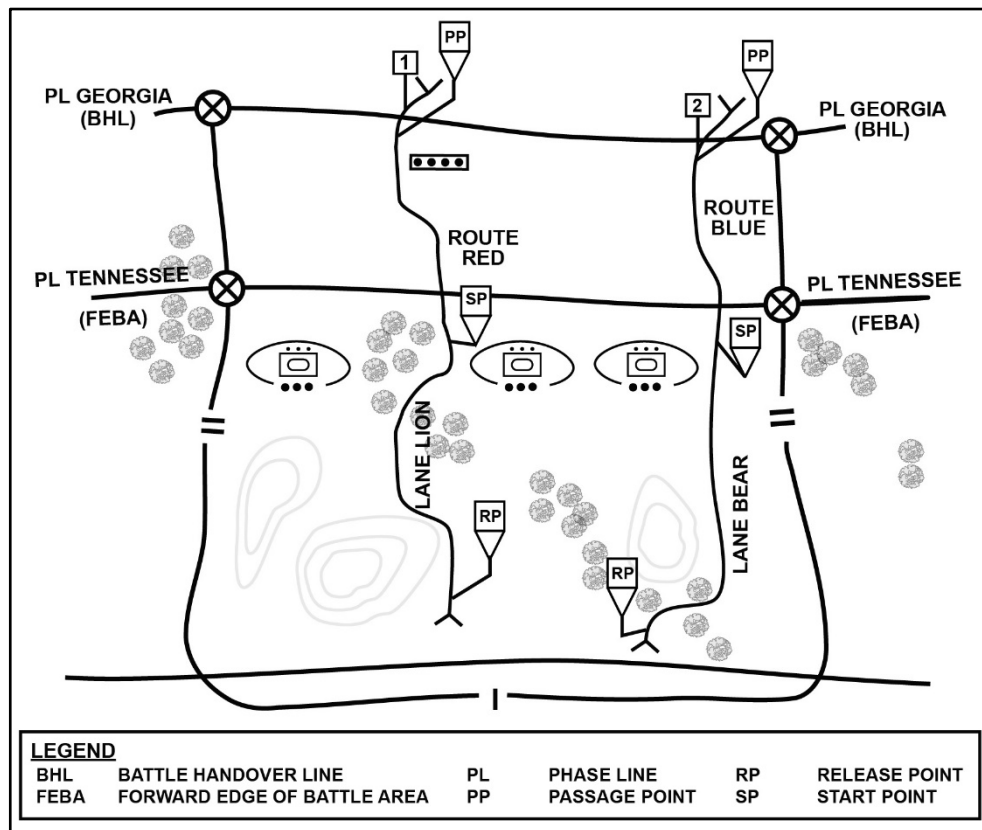 PP
PP
1
2
PL GEORGIA
(BHL)
PL GEORGIA
(BHL)
ROUTE
RED
ROUTE
BLUE
PL TENNESSEE
(FEBA)
PL TENNESSEE
(FEBA)
SP
SP
LANE LION
LANE BEAR
RP
RP
I
LEGEND
BHL BATTLE HANDOVER LINE PL PHASE LINE RP RELEASE POINT
FEBA FORWARD EDGE OF BATTLE AREA PP PASSAGE POINT SP START POINT